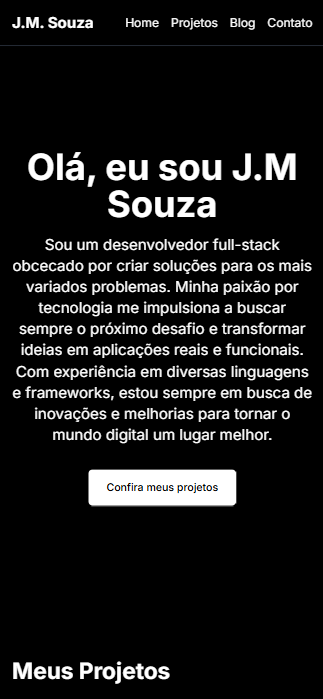 J.M. Souza Home Projetos Blog Contato
Olá, eu sou J.M
Souza
Sou um desenvolvedor full-stack
obcecado por criar soluções para os mais
variados problemas. Minha paixão por
tecnologia me impulsiona a buscar
sempre o próximo desafio e transformar
ideias em aplicações reais e funcionais.
Com experiência em diversas linguagens
e frameworks, estou sempre em busca de
inovações e melhorias para tornar o
mundo digital um lugar melhor.
Confira meus projetos
Meus Projetos